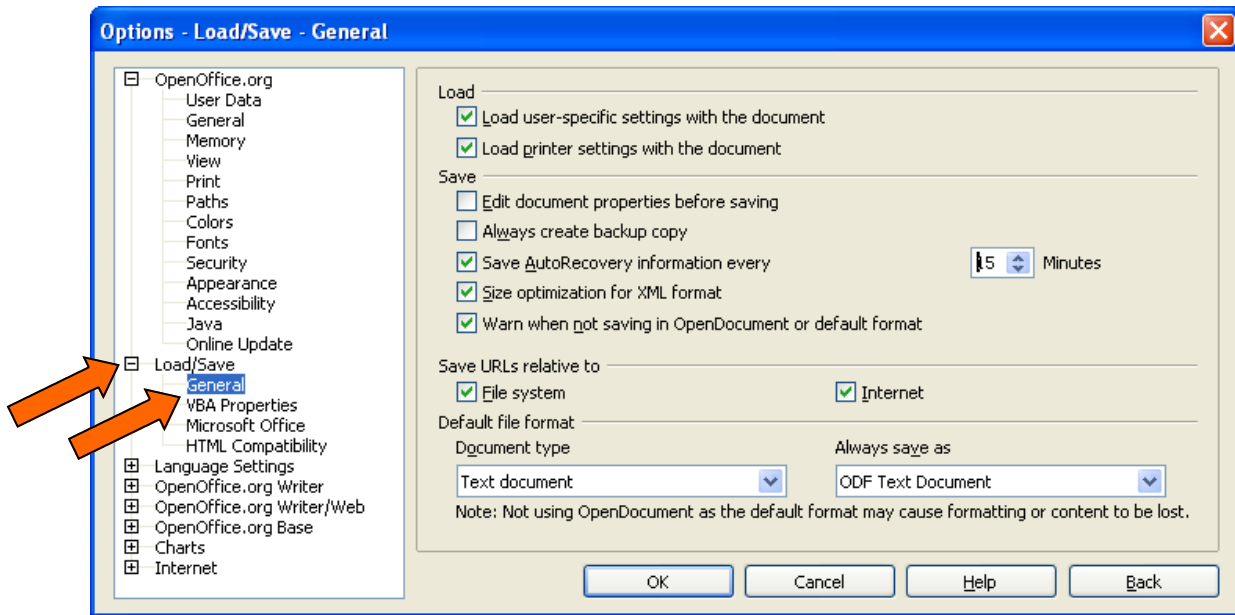 Options - Load/Save - General
OpenOffice.org
User Data
General
Memory
View
Print
Paths
Colors
Fonts
Security
Appearance
Accessibility
Java
Online Update
Load/Save
General
VBA Properties
Microsoft Office
HTML Compatibility
Language Settings
OpenOffice.org Writer
OpenOffice.org Writer/Web
OpenOffice.org Base
Charts
Internet
Load
Load user-specific settings with the document
Load printer settings with the document
Save
Edit document properties before saving
Always create backup copy
Save AutoRecovery information every 15 Minutes
Size optimization for XML format
Warn when not saving in OpenDocument or default format
Save URLs relative to
File system Internet
Default file format
Document type Always save as
Text document ODF Text Document
Note: Not using OpenDocument as the default format may cause formatting or content to be lost.
OK Cancel Help Back